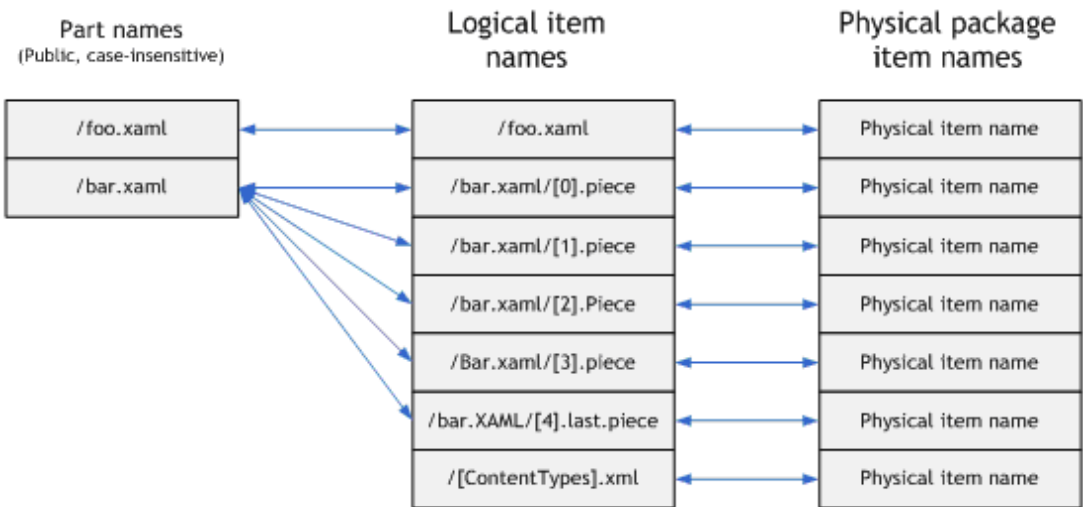 Part names
(Public, case-insensitive)
Logical item
names
Physical package
item names
/foo.xaml
/foo.xaml
Physical item name
/bar.xaml
/bar.xaml/[0].piece
Physical item name
/bar.xaml/[1].piece
Physical item name
/bar.xaml/[2].Piece
Physical item name
/Bar.xaml/[3].piece
Physical item name
/bar.XAML/[4].last.piece
Physical item name
/[ContentTypes].xml
Physical item name